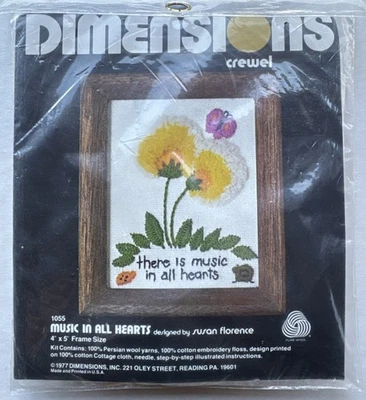 DIMENSIONS
crewel
there is music
in all hearts
1055
MUSIC IN ALL HEARTS designed by susan florence
4" x 5" Frame Size
Kit Contains: 100% Persian wool yarns, 100% cotton embroidery floss, design printed
on 100% cotton Cottage cloth, needle, step-by-step illustrated instructions.
©1977 DIMENSIONS, INC. 221 OLEY STREET, READING PA. 19601
Made and Printed in U.S.A.
PURE WOOL